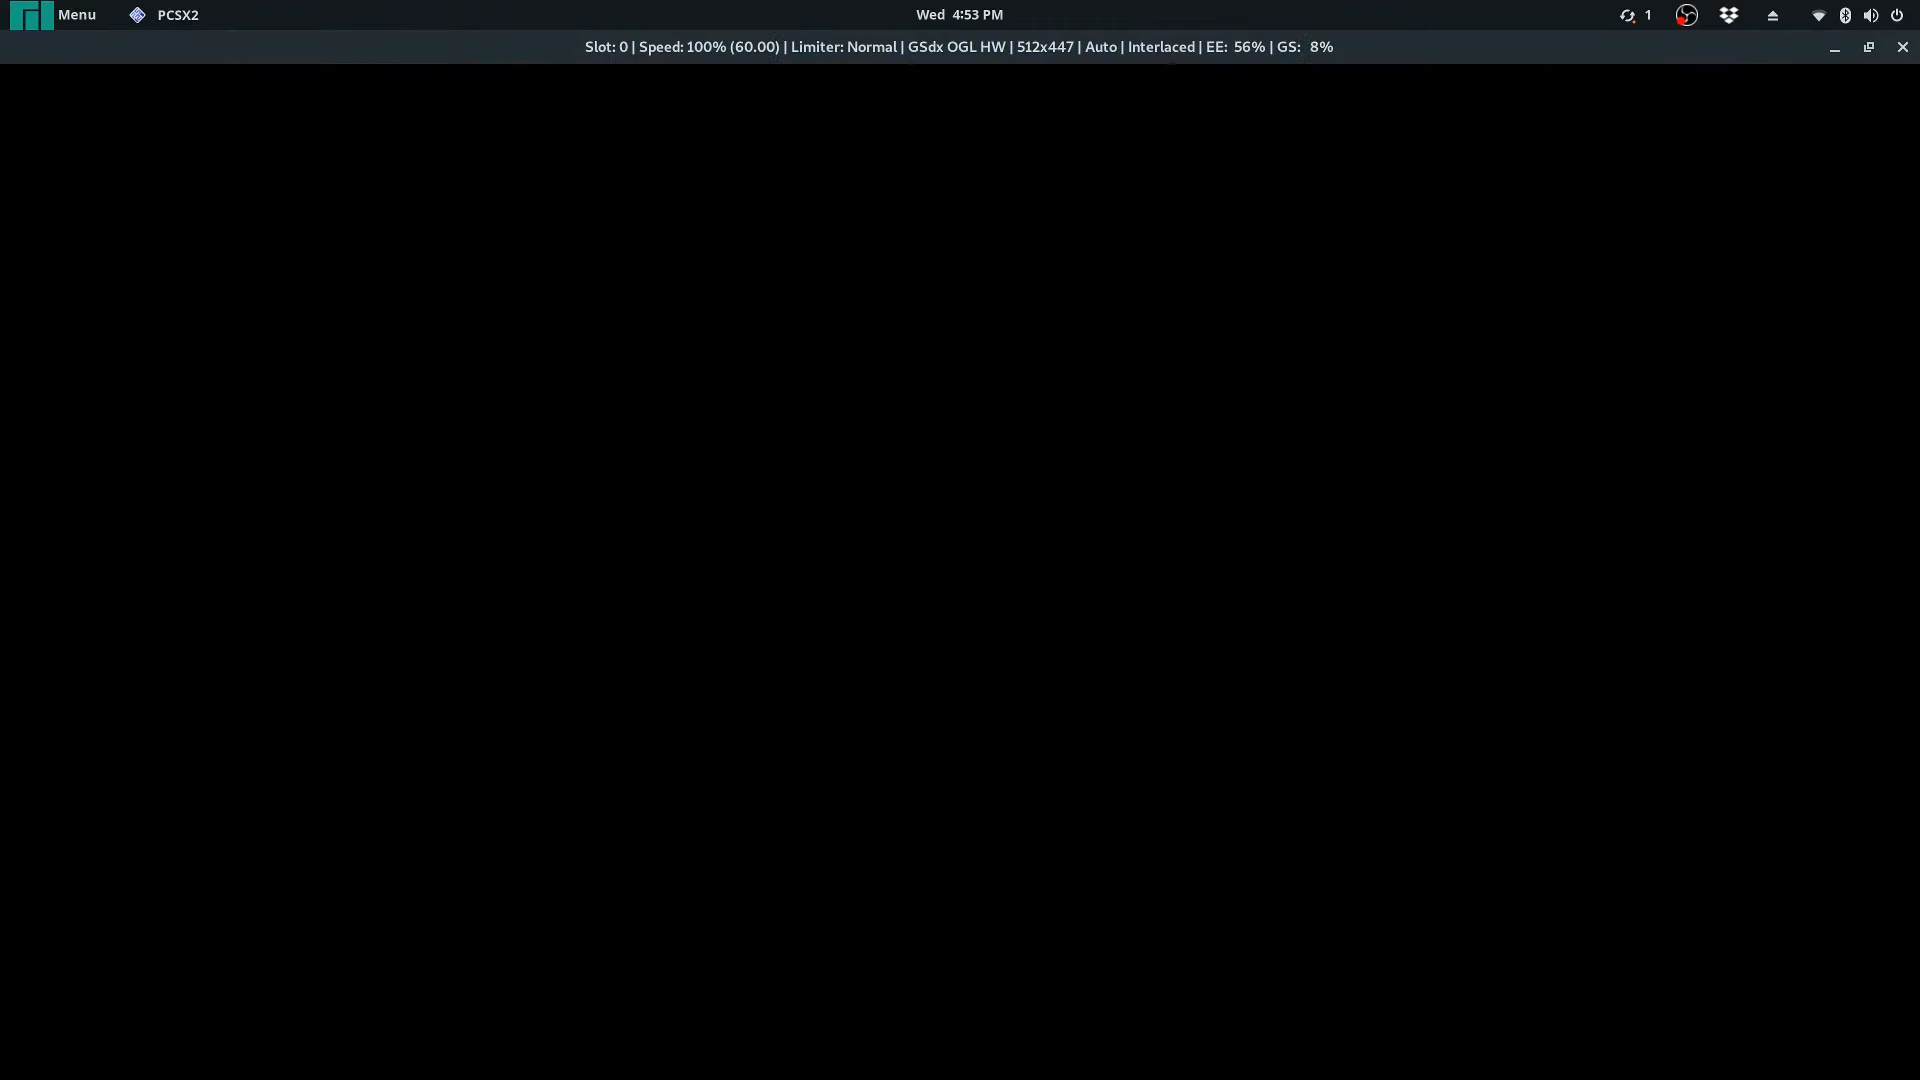 Menu PCSX2 Wed 4:53 PM 1
Slot: 0 | Speed: 100% (60.00) | Limiter: Normal | GSdx OGL HW | 512x447 | Auto | Interlaced | EE: 56% | GS: 8%